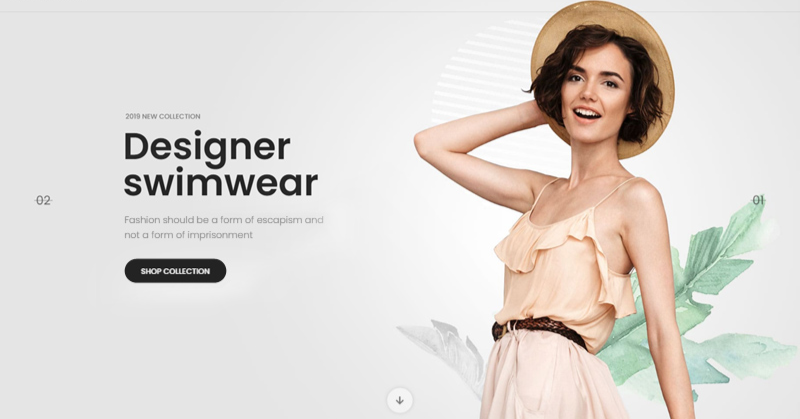 2019 NEW COLLECTION
Designer
swimwear
Fashion should be a form of escapism and
not a form of imprisonment
SHOP COLLECTION
02
01